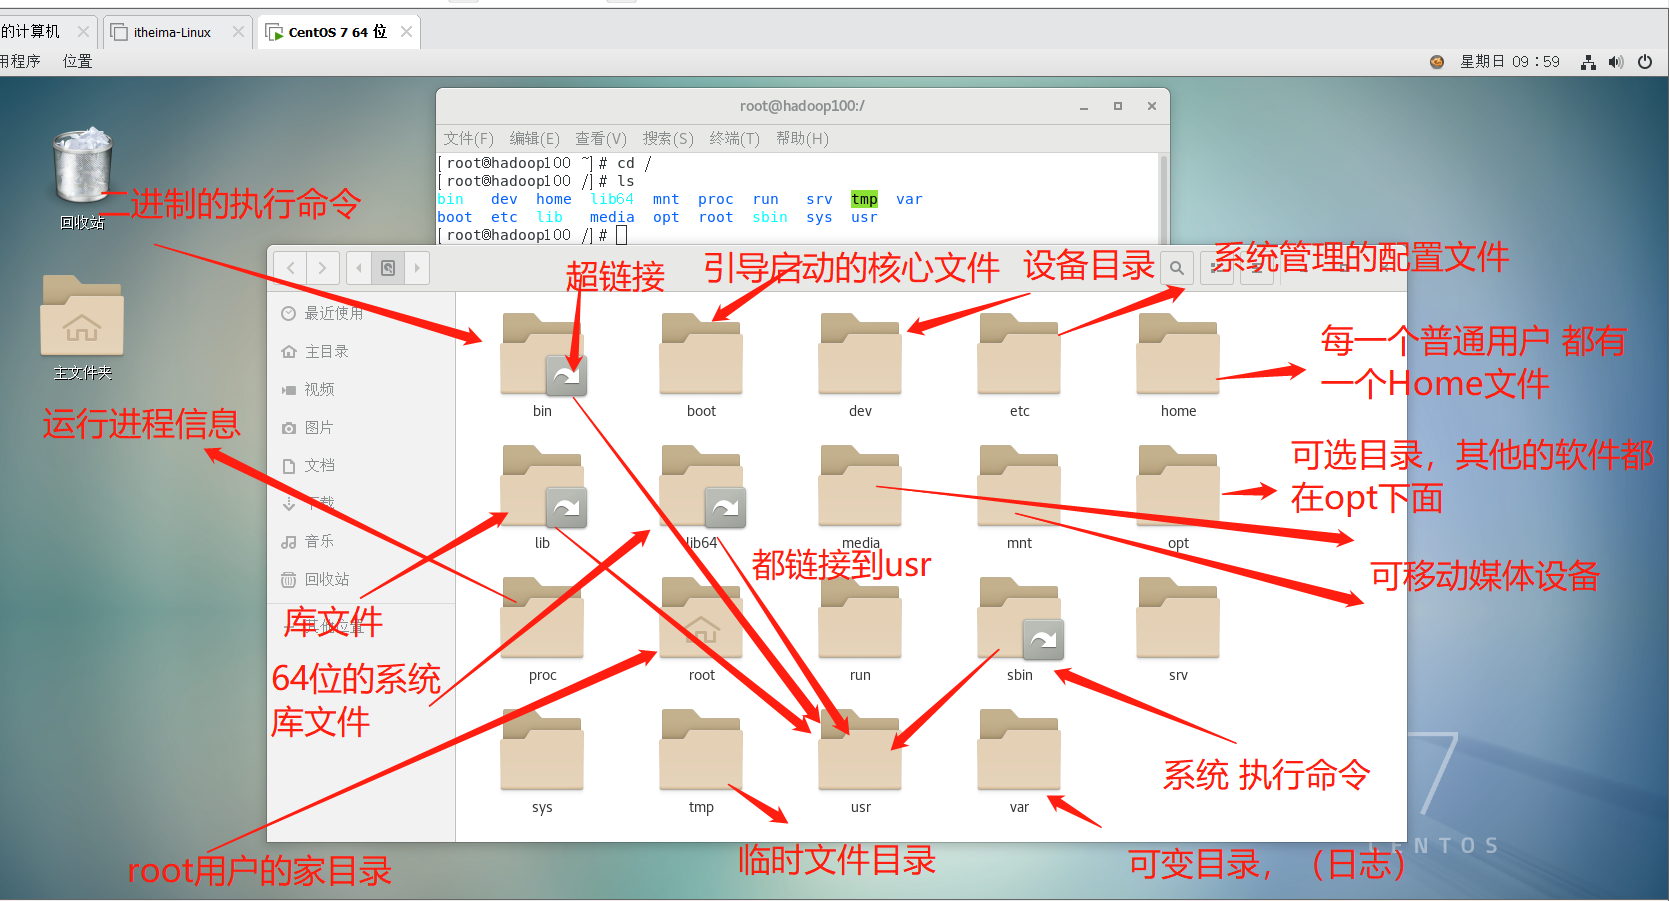 的计算机
itheima-Linux
CentOS 7 64 位
用程序 位置
星期日 09：59
root@hadoop100:/
文件(F) 编辑(E) 查看(V) 搜索(S) 终端(T) 帮助(H)
[root@hadoop100 ~]# cd /
[root@hadoop100 /]# ls
bin dev home lib64 mnt proc run srv tmp var
boot etc lib media opt root sbin sys usr
[root@hadoop100 /]#
回收站
二进制的执行命令
主文件夹
超链接
引导启动的核心文件
设备目录
系统管理的配置文件
最近使用
主目录
视频
图片
文档
下载
音乐
回收站
其他位置
bin
boot
dev
etc
home
每一个普通用户 都有
一个Home文件
运行进程信息
可选目录，其他的软件都
在opt下面
lib
lib64
media
mnt
opt
都链接到usr
可移动媒体设备
库文件
64位的系统
库文件
proc
root
run
sbin
srv
系统 执行命令
sys
tmp
usr
var
root用户的家目录
临时文件目录
可变目录，（日志）
7
CENTOS